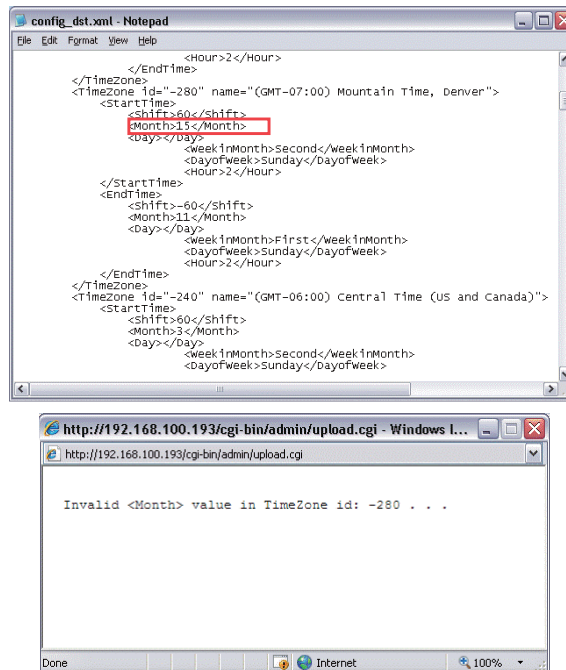 config_dst.xml - Notepad
File Edit Format View Help
<Hour>2</Hour>
</EndTime>
</TimeZone>
<TimeZone id="-280" name="(GMT-07:00) Mountain Time, Denver">
<StartTime>
<Shift>60</Shift>
<Month>15</Month>
<Day></Day>
<WeekinMonth>Second</WeekinMonth>
<DayofWeek>Sunday</DayofWeek>
<Hour>2</Hour>
</StartTime>
<EndTime>
<Shift>-60</Shift>
<Month>11</Month>
<Day></Day>
<WeekinMonth>First</WeekinMonth>
<DayofWeek>Sunday</DayofWeek>
<Hour>2</Hour>
</EndTime>
</TimeZone>
<TimeZone id="-240" name="(GMT-06:00) Central Time (US and Canada)">
<StartTime>
<Shift>60</Shift>
<Month>3</Month>
<Day></Day>
<WeekinMonth>Second</WeekinMonth>
<DayofWeek>Sunday</DayofWeek>
http://192.168.100.193/cgi-bin/admin/upload.cgi - Windows I...
http://192.168.100.193/cgi-bin/admin/upload.cgi
Invalid <Month> value in TimeZone id: -280 . . .
Done Internet 100%